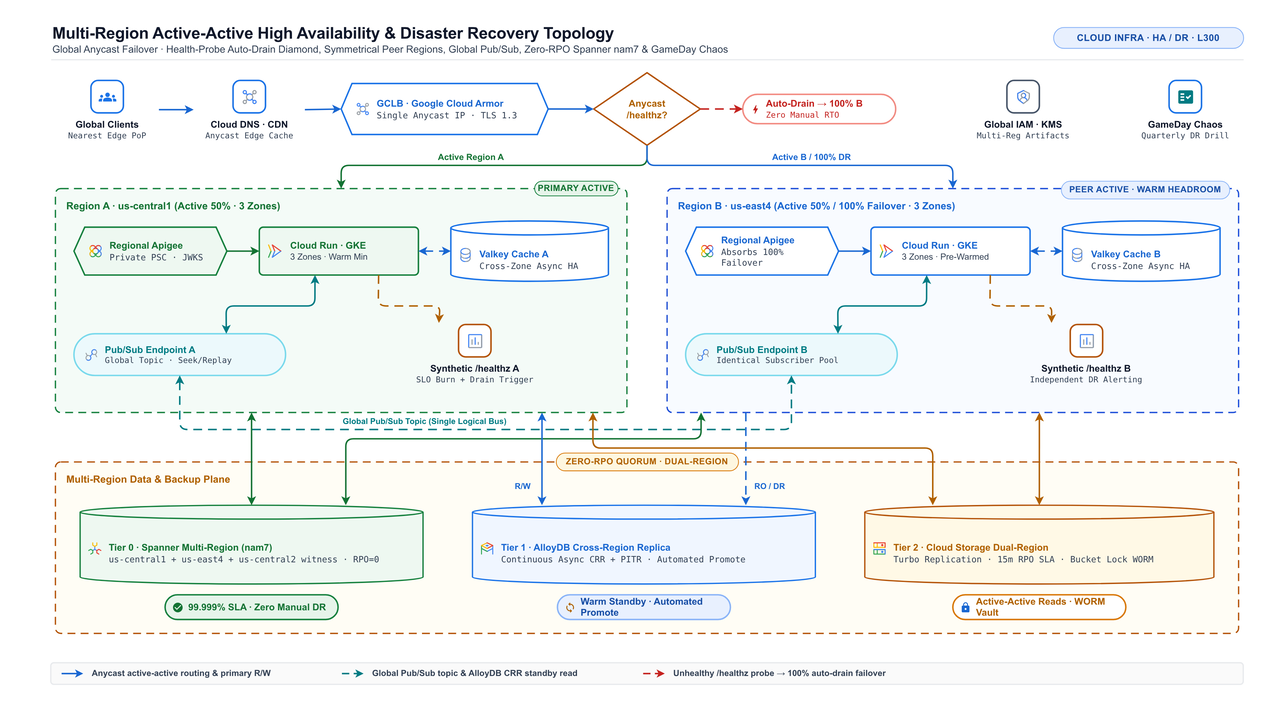 Multi-Region Active-Active High Availability & Disaster Recovery Topology
Global Anycast Failover · Health-Probe Auto-Drain Diamond, Symmetrical Peer Regions, Global Pub/Sub, Zero-RPO Spanner nam7 & GameDay Chaos
CLOUD INFRA · HA / DR · L300
Global Clients
Nearest Edge PoP
Cloud DNS · CDN
Anycast Edge Cache
GCLB · Google Cloud Armor
Single Anycast IP · TLS 1.3
Anycast
/healthz?
Auto-Drain → 100% B
Zero Manual RTO
Global IAM · KMS
Multi-Reg Artifacts
GameDay Chaos
Quarterly DR Drill
Active Region A
Active B / 100% DR
PRIMARY ACTIVE
Region A · us-central1 (Active 50% · 3 Zones)
Regional Apigee
Private PSC · JWKS
Cloud Run · GKE
3 Zones · Warm Min
Valkey Cache A
Cross-Zone Async HA
Pub/Sub Endpoint A
Global Topic · Seek/Replay
Synthetic /healthz A
SLO Burn + Drain Trigger
PEER ACTIVE · WARM HEADROOM
Region B · us-east4 (Active 50% / 100% Failover · 3 Zones)
Regional Apigee
Absorbs 100%
Failover
Cloud Run · GKE
3 Zones · Pre-Warmed
Valkey Cache B
Cross-Zone Async HA
Pub/Sub Endpoint B
Identical Subscriber Pool
Synthetic /healthz B
Independent DR Alerting
Global Pub/Sub Topic (Single Logical Bus)
ZERO-RPO QUORUM · DUAL-REGION
Multi-Region Data & Backup Plane
R/W
RO / DR
Tier 0 · Spanner Multi-Region (nam7)
us-central1 + us-east4 + us-central2 witness · RPO=0
Tier 1 · AlloyDB Cross-Region Replica
Continuous Async CRR + PITR · Automated Promote
Tier 2 · Cloud Storage Dual-Region
Turbo Replication · 15m RPO SLA · Bucket Lock WORM
99.999% SLA · Zero Manual DR
Warm Standby · Automated
Promote
Active-Active Reads · WORM
Vault
Anycast active-active routing & primary R/W
Global Pub/Sub topic & AlloyDB CRR standby read
Unhealthy /healthz probe → 100% auto-drain failover